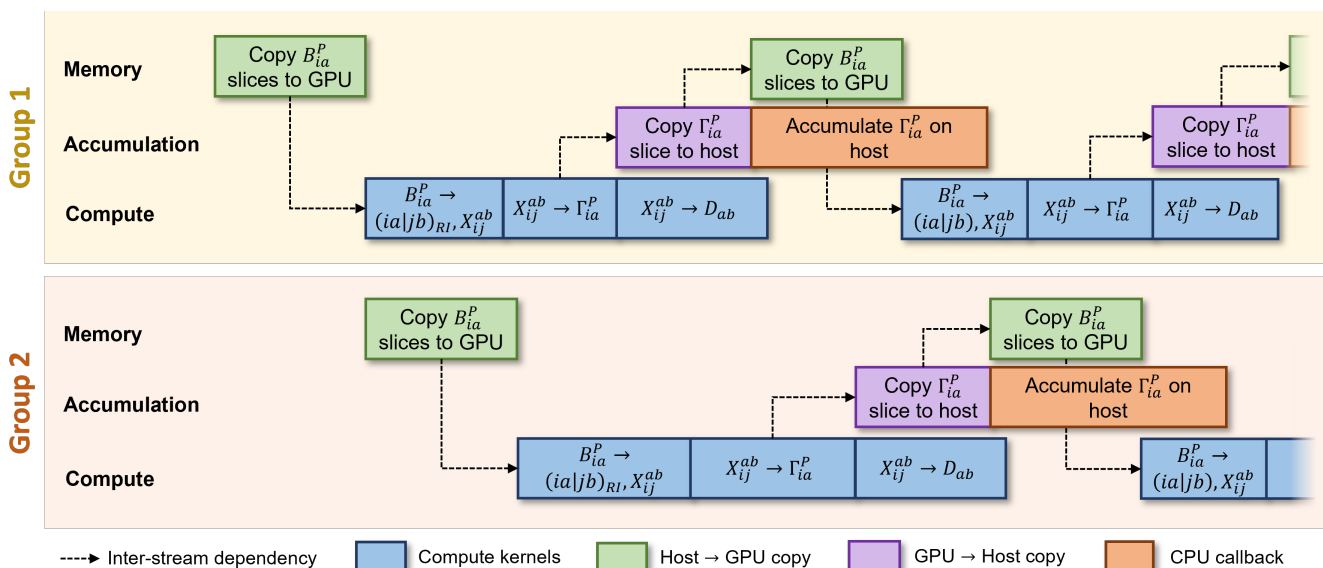 Group 1
Memory
Copy $B_{ia}^{P}$
slices to GPU
Copy $B_{ia}^{P}$
slices to GPU
Accumulation
Copy $\Gamma_{ia}^{P}$
slice to host
Accumulate $\Gamma_{ia}^{P}$ on
host
Copy $\Gamma_{ia}^{P}$
slice to host
Compute
$B_{ia}^{P} \rightarrow$
$(ia|jb)_{RI}, X_{ij}^{ab}$
$X_{ij}^{ab} \rightarrow \Gamma_{ia}^{P}$
$X_{ij}^{ab} \rightarrow D_{ab}$
$B_{ia}^{P} \rightarrow$
$(ia|jb), X_{ij}^{ab}$
$X_{ij}^{ab} \rightarrow \Gamma_{ia}^{P}$
$X_{ij}^{ab} \rightarrow D_{ab}$
Group 2
Memory
Copy $B_{ia}^{P}$
slices to GPU
Copy $B_{ia}^{P}$
slices to GPU
Accumulation
Copy $\Gamma_{ia}^{P}$
slice to host
Accumulate $\Gamma_{ia}^{P}$ on
host
Compute
$B_{ia}^{P} \rightarrow$
$(ia|jb)_{RI}, X_{ij}^{ab}$
$X_{ij}^{ab} \rightarrow \Gamma_{ia}^{P}$
$X_{ij}^{ab} \rightarrow D_{ab}$
$B_{ia}^{P} \rightarrow$
$(ia|jb), X_{ij}^{ab}$
Inter-stream dependency
Compute kernels
Host → GPU copy
GPU → Host copy
CPU callback